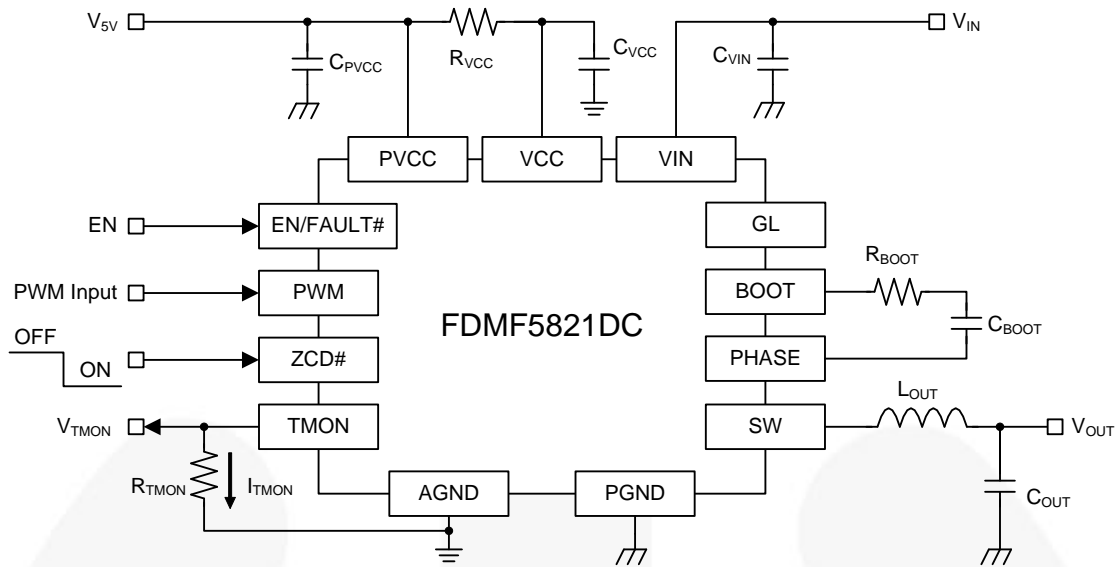 V5V
RVCC
CPVCC
CVCC
CVIN
VIN
PVCC
VCC
VIN
EN
EN/FAULT#
GL
PWM Input
PWM
BOOT
RBOOT
CBOOT
FDMF5821DC
OFF
ON
ZCD#
PHASE
VTMON
TMON
SW
LOUT
VOUT
RTMON
ITMON
AGND
PGND
COUT